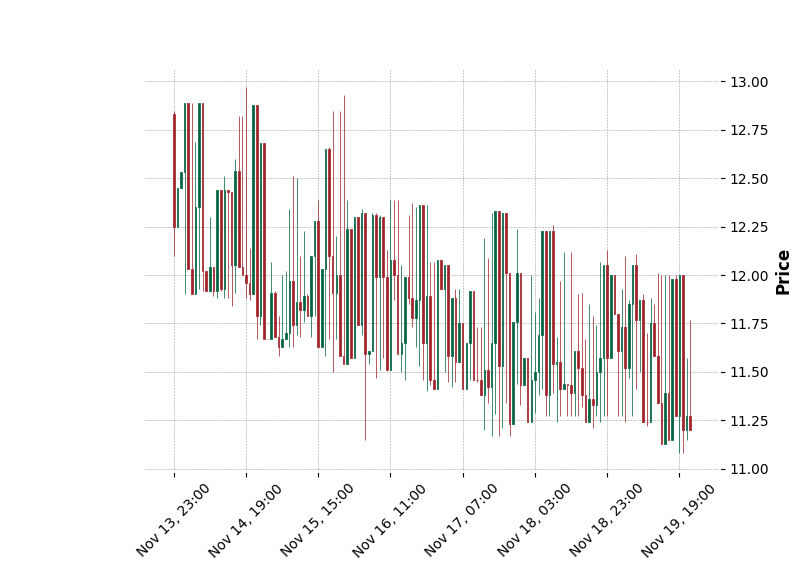 13.00
12.75
12.50
12.25
12.00
11.75
11.50
11.25
11.00
Price
Nov 13, 23:00
Nov 14, 19:00
Nov 15, 15:00
Nov 16, 11:00
Nov 17, 07:00
Nov 18, 03:00
Nov 18, 23:00
Nov 19, 19:00